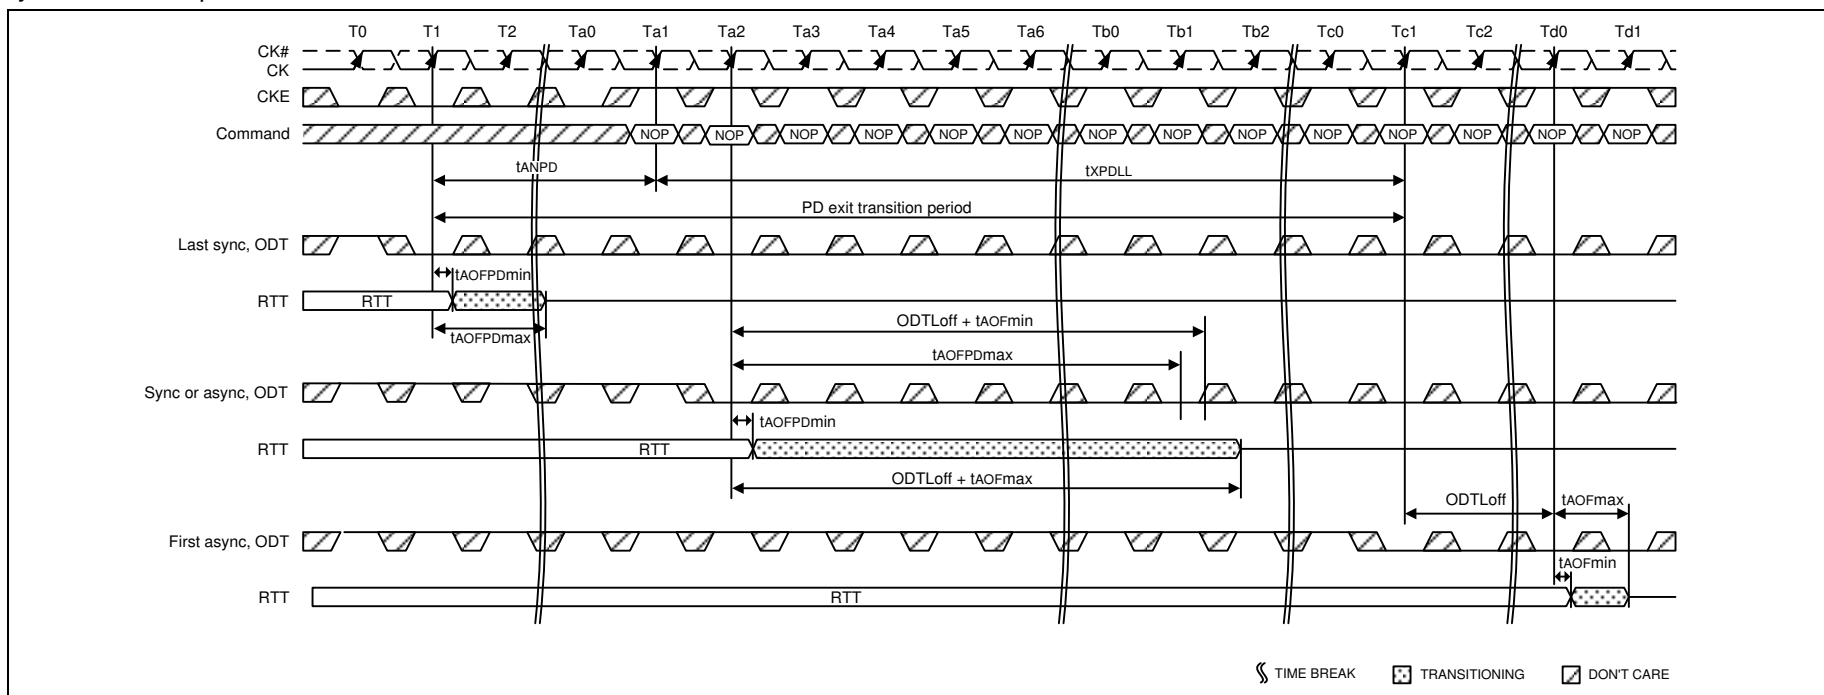 T0 T1 T2 Ta0 Ta1 Ta2 Ta3 Ta4 Ta5 Ta6 Tb0 Tb1 Tb2 Tc0 Tc1 Tc2 Td0 Td1
CK#
CK
CKE
Command NOP NOP NOP NOP NOP NOP NOP NOP NOP NOP NOP NOP NOP NOP
tANPD tXPDLL
PD exit transition period
Last sync, ODT
tAOFPDmin
RTT RTT
tAOFPDmax
ODTLoff + tAOFmin
tAOFPDmax
Sync or async, ODT
tAOFPDmin
RTT RTT
ODTLoff + tAOFmax
ODTLoff tAOFmax
First async, ODT
tAOFmin
RTT RTT
TIME BREAK TRANSITIONING DON'T CARE